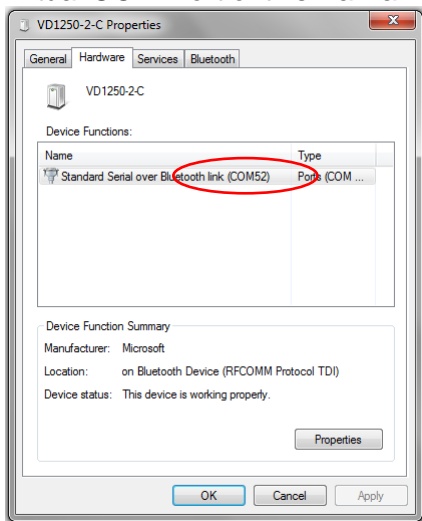 VD1250-2-C Properties
General Hardware Services Bluetooth
VD1250-2-C
Device Functions:
Name Type
Standard Serial over Bluetooth link (COM52) Ports (COM ...
Device Function Summary
Manufacturer: Microsoft
Location: on Bluetooth Device (RFCOMM Protocol TDI)
Device status: This device is working properly.
Properties
OK Cancel Apply